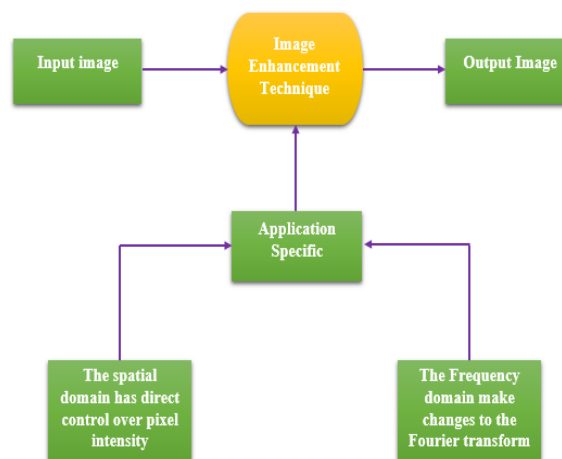 Input image
Image
Enhancement
Technique
Output Image
Application
Specific
The spatial
domain has direct
control over pixel
intensity
The Frequency
domain make
changes to the
Fourier transform